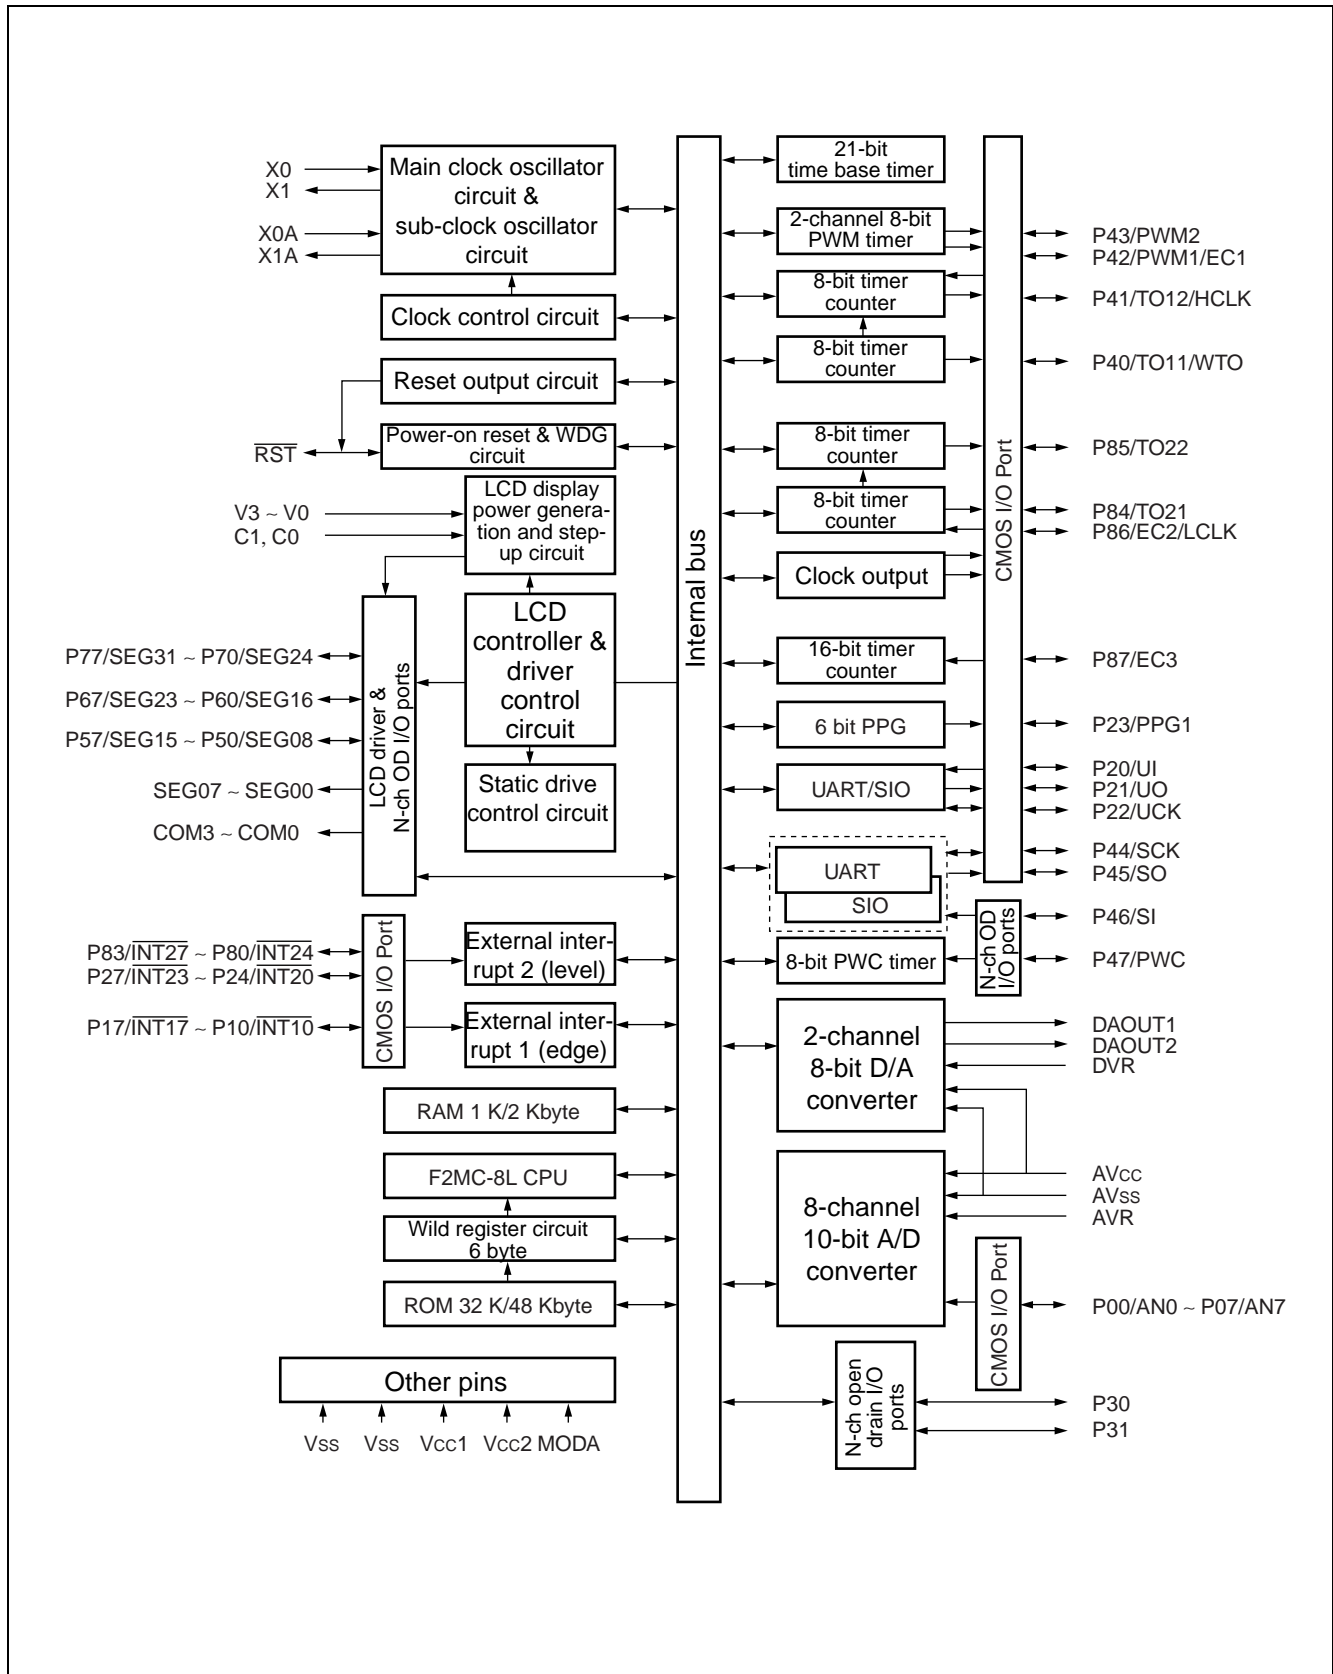 X0
X1
X0A
X1A
Main clock oscillator
circuit &
sub-clock oscillator
circuit
Clock control circuit
Reset output circuit
RST
Power-on reset & WDG
circuit
V3 ~ V0
C1, C0
LCD display
power genera-
tion and step-
up circuit
LCD
controller &
driver
control
circuit
Static drive
control circuit
LCD driver &
N-ch OD I/O ports
P77/SEG31 ~ P70/SEG24
P67/SEG23 ~ P60/SEG16
P57/SEG15 ~ P50/SEG08
SEG07 ~ SEG00
COM3 ~ COM0
P83/INT27 ~ P80/INT24
P27/INT23 ~ P24/INT20
P17/INT17 ~ P10/INT10
CMOS I/O Port
External inter-
rupt 2 (level)
External inter-
rupt 1 (edge)
RAM 1 K/2 Kbyte
F2MC-8L CPU
Wild register circuit
6 byte
ROM 32 K/48 Kbyte
Other pins
Vss Vss Vcc1 Vcc2 MODA
Internal bus
21-bit
time base timer
2-channel 8-bit
PWM timer
8-bit timer
counter
8-bit timer
counter
8-bit timer
counter
8-bit timer
counter
Clock output
16-bit timer
counter
6 bit PPG
UART/SIO
UART
SIO
8-bit PWC timer
2-channel
8-bit D/A
converter
8-channel
10-bit A/D
converter
N-ch open
drain I/O
ports
CMOS I/O Port
N-ch OD
I/O ports
CMOS I/O Port
P43/PWM2
P42/PWM1/EC1
P41/TO12/HCLK
P40/TO11/WTO
P85/TO22
P84/TO21
P86/EC2/LCLK
P87/EC3
P23/PPG1
P20/UI
P21/UO
P22/UCK
P44/SCK
P45/SO
P46/SI
P47/PWC
DAOUT1
DAOUT2
DVR
AVcc
AVss
AVR
P00/AN0 ~ P07/AN7
P30
P31